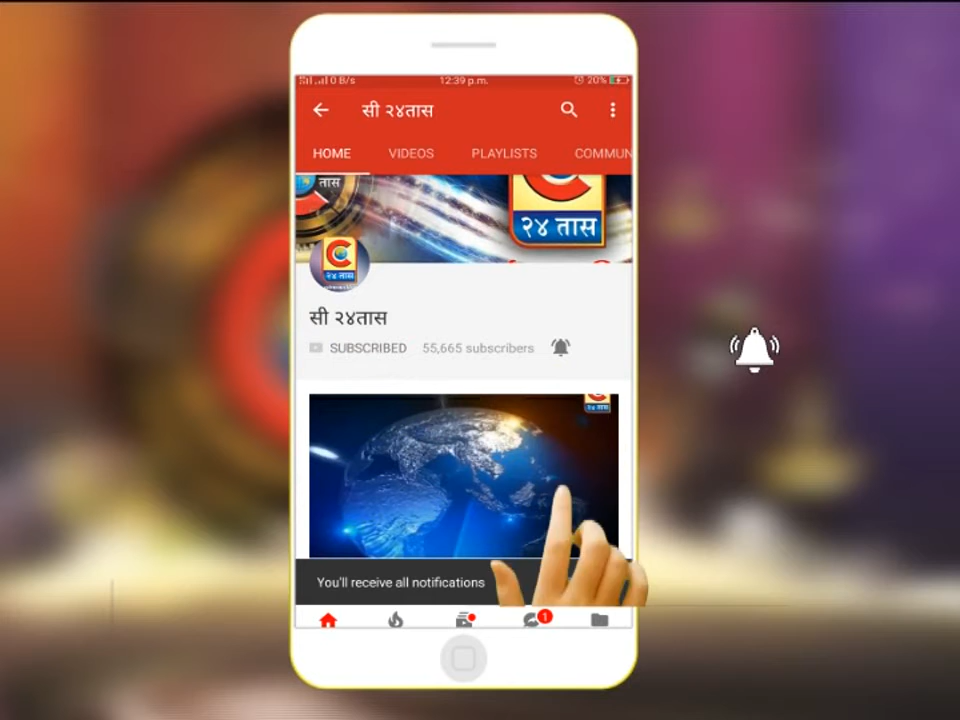 0 B/s 12:39 p.m. 20%
सी २४तास
HOME VIDEOS PLAYLISTS COMMUN
तास
२४ तास
२४ तास
सी २४तास
SUBSCRIBED 55,665 subscribers
२४ तास
You'll receive all notifications
1